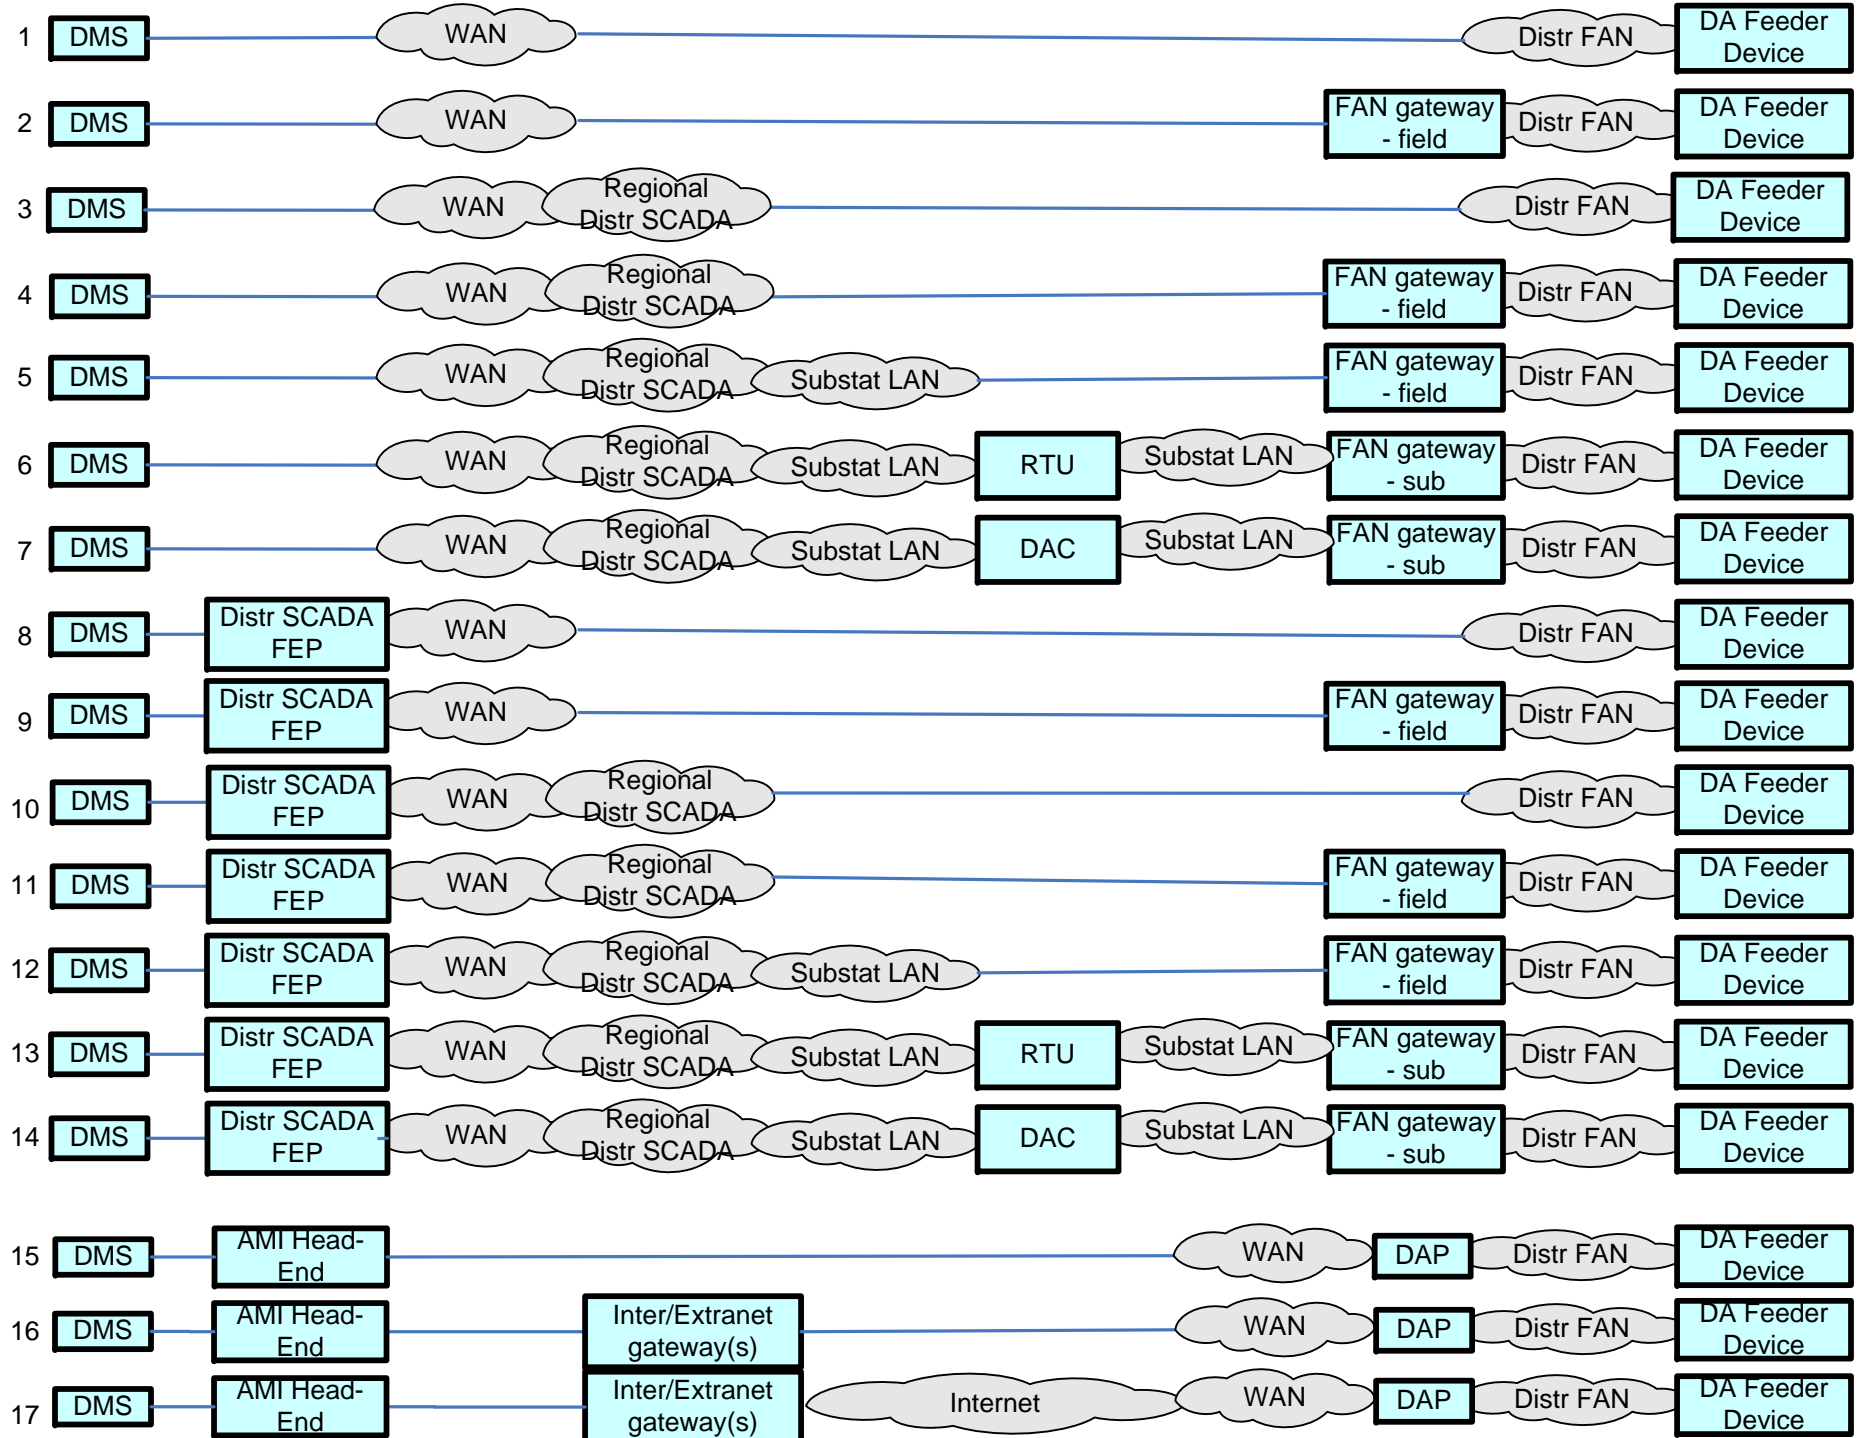 1 DMS WAN Distr FAN DA Feeder
Device
2 DMS WAN FAN gateway
- field Distr FAN DA Feeder
Device
3 DMS WAN Regional
Distr SCADA Distr FAN DA Feeder
Device
4 DMS WAN Regional
Distr SCADA FAN gateway
- field Distr FAN DA Feeder
Device
5 DMS WAN Regional
Distr SCADA Substat LAN FAN gateway
- field Distr FAN DA Feeder
Device
6 DMS WAN Regional
Distr SCADA Substat LAN RTU Substat LAN FAN gateway
- sub Distr FAN DA Feeder
Device
7 DMS WAN Regional
Distr SCADA Substat LAN DAC Substat LAN FAN gateway
- sub Distr FAN DA Feeder
Device
8 DMS Distr SCADA
FEP WAN Distr FAN DA Feeder
Device
9 DMS Distr SCADA
FEP WAN FAN gateway
- field Distr FAN DA Feeder
Device
10 DMS Distr SCADA
FEP WAN Regional
Distr SCADA Distr FAN DA Feeder
Device
11 DMS Distr SCADA
FEP WAN Regional
Distr SCADA FAN gateway
- field Distr FAN DA Feeder
Device
12 DMS Distr SCADA
FEP WAN Regional
Distr SCADA Substat LAN FAN gateway
- field Distr FAN DA Feeder
Device
13 DMS Distr SCADA
FEP WAN Regional
Distr SCADA Substat LAN RTU Substat LAN FAN gateway
- sub Distr FAN DA Feeder
Device
14 DMS Distr SCADA
FEP WAN Regional
Distr SCADA Substat LAN DAC Substat LAN FAN gateway
- sub Distr FAN DA Feeder
Device
15 DMS AMI Head-
End WAN DAP Distr FAN DA Feeder
Device
16 DMS AMI Head-
End Inter/Extranet
gateway(s) WAN DAP Distr FAN DA Feeder
Device
17 DMS AMI Head-
End Inter/Extranet
gateway(s) Internet WAN DAP Distr FAN DA Feeder
Device